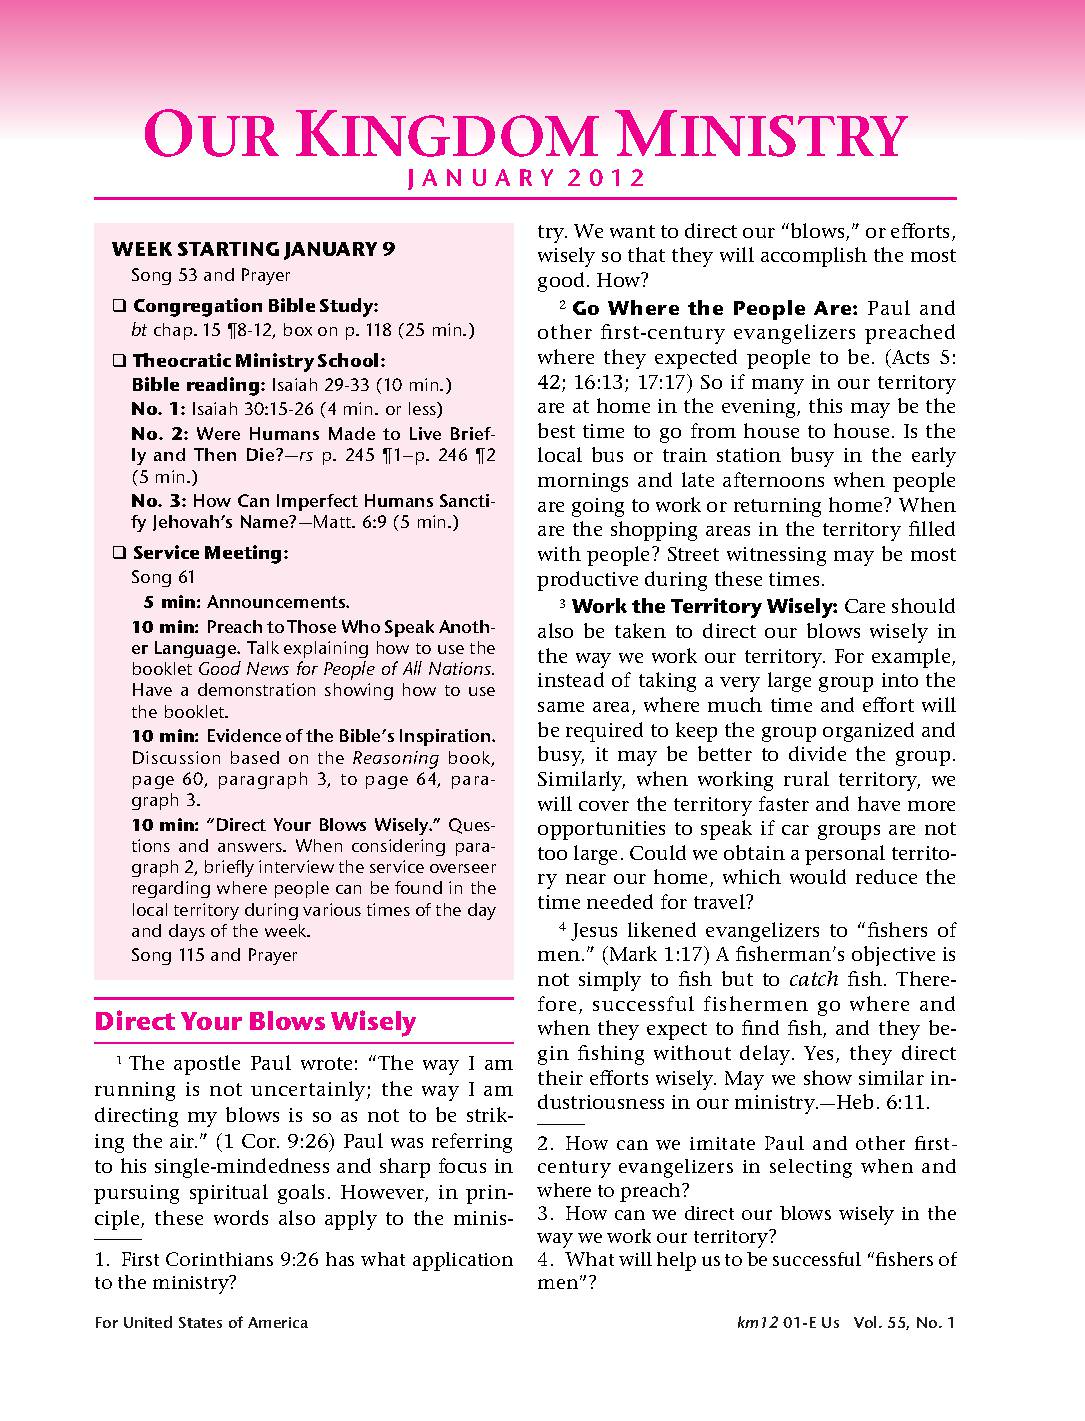 OUR KINGDOM MINISTRY
JANUARY 2012
WEEK STARTING JANUARY 9
Song 53 and Prayer
❑ Congregation Bible Study:
bt chap. 15 ¶8-12, box on p. 118 (25 min.)
❑ Theocratic Ministry School:
Bible reading: Isaiah 29-33 (10 min.)
No. 1: Isaiah 30:15-26 (4 min. or less)
No. 2: Were Humans Made to Live Brief-
ly and Then Die?—rs p. 245 ¶1–p. 246 ¶2
(5 min.)
No. 3: How Can Imperfect Humans Sancti-
fy Jehovah's Name?—Matt. 6:9 (5 min.)
❑ Service Meeting:
Song 61
5 min: Announcements.
10 min: Preach to Those Who Speak Anoth-
er Language. Talk explaining how to use the
booklet Good News for People of All Nations.
Have a demonstration showing how to use
the booklet.
10 min: Evidence of the Bible's Inspiration.
Discussion based on the Reasoning book,
page 60, paragraph 3, to page 64, para-
graph 3.
10 min: “Direct Your Blows Wisely.” Ques-
tions and answers. When considering para-
graph 2, briefly interview the service overseer
regarding where people can be found in the
local territory during various times of the day
and days of the week.
Song 115 and Prayer
Direct Your Blows Wisely
¹ The apostle Paul wrote: “The way I am
running is not uncertainly; the way I am
directing my blows is so as not to be strik-
ing the air.” (1 Cor. 9:26) Paul was referring
to his single-mindedness and sharp focus in
pursuing spiritual goals. However, in prin-
ciple, these words also apply to the minis-
1. First Corinthians 9:26 has what application
to the ministry?
try. We want to direct our “blows,” or efforts,
wisely so that they will accomplish the most
good. How?
² Go Where the People Are: Paul and
other first-century evangelizers preached
where they expected people to be. (Acts 5:
42; 16:13; 17:17) So if many in our territory
are at home in the evening, this may be the
best time to go from house to house. Is the
local bus or train station busy in the early
mornings and late afternoons when people
are going to work or returning home? When
are the shopping areas in the territory filled
with people? Street witnessing may be most
productive during these times.
³ Work the Territory Wisely: Care should
also be taken to direct our blows wisely in
the way we work our territory. For example,
instead of taking a very large group into the
same area, where much time and effort will
be required to keep the group organized and
busy, it may be better to divide the group.
Similarly, when working rural territory, we
will cover the territory faster and have more
opportunities to speak if car groups are not
too large. Could we obtain a personal territo-
ry near our home, which would reduce the
time needed for travel?
⁴ Jesus likened evangelizers to “fishers of
men.” (Mark 1:17) A fisherman's objective is
not simply to fish but to catch fish. There-
fore, successful fishermen go where and
when they expect to find fish, and they be-
gin fishing without delay. Yes, they direct
their efforts wisely. May we show similar in-
dustriousness in our ministry.—Heb. 6:11.
2. How can we imitate Paul and other first-
century evangelizers in selecting when and
where to preach?
3. How can we direct our blows wisely in the
way we work our territory?
4. What will help us to be successful “fishers of
men”?
For United States of America
km12 01-E Us Vol. 55, No. 1